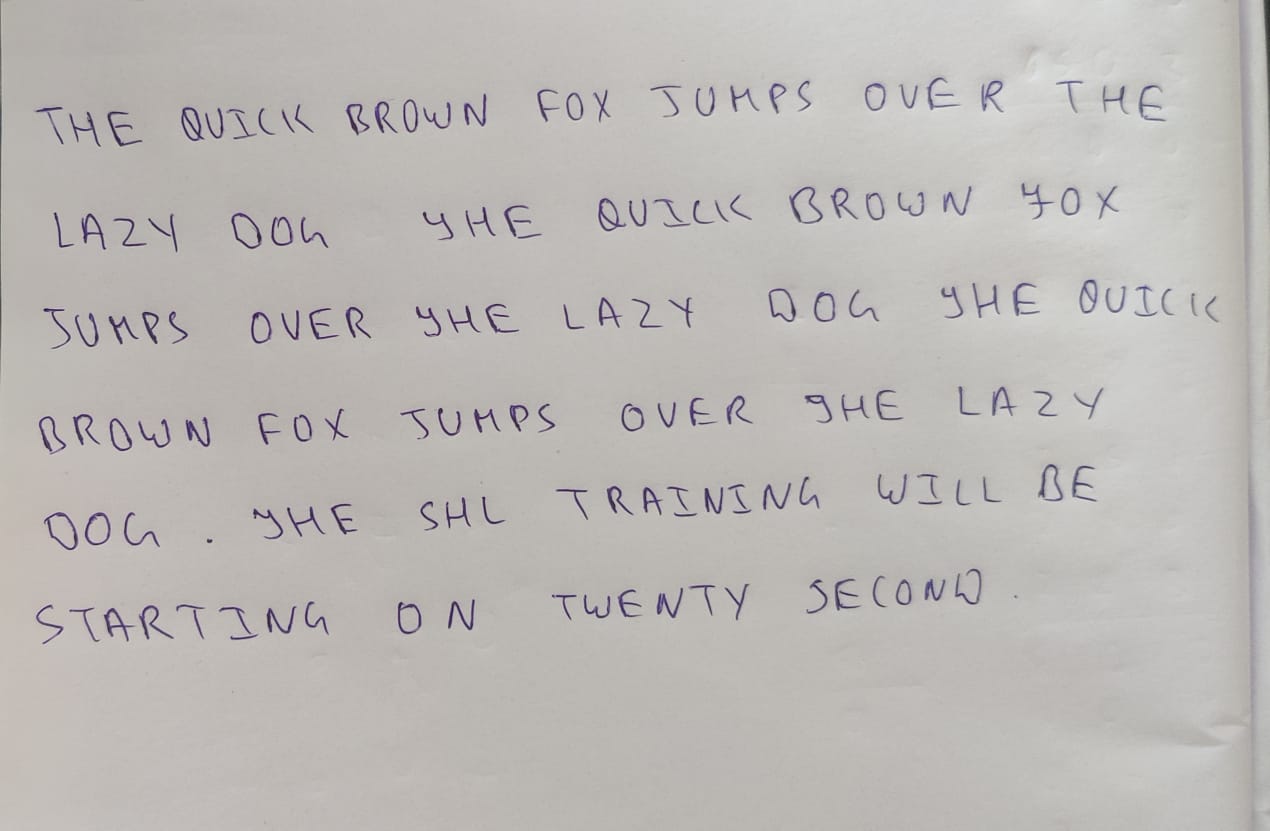 THE QUICK BROWN FOX JUMPS OVER THE
LAZY DOG YHE QUICK BROWN FOX
JUMPS OVER YHE LAZY DOG YHE QUICK
BROWN FOX JUMPS OVER YHE LAZY
DOG . YHE SHL TRAINING WILL BE
STARTING ON TWENTY SECOND .